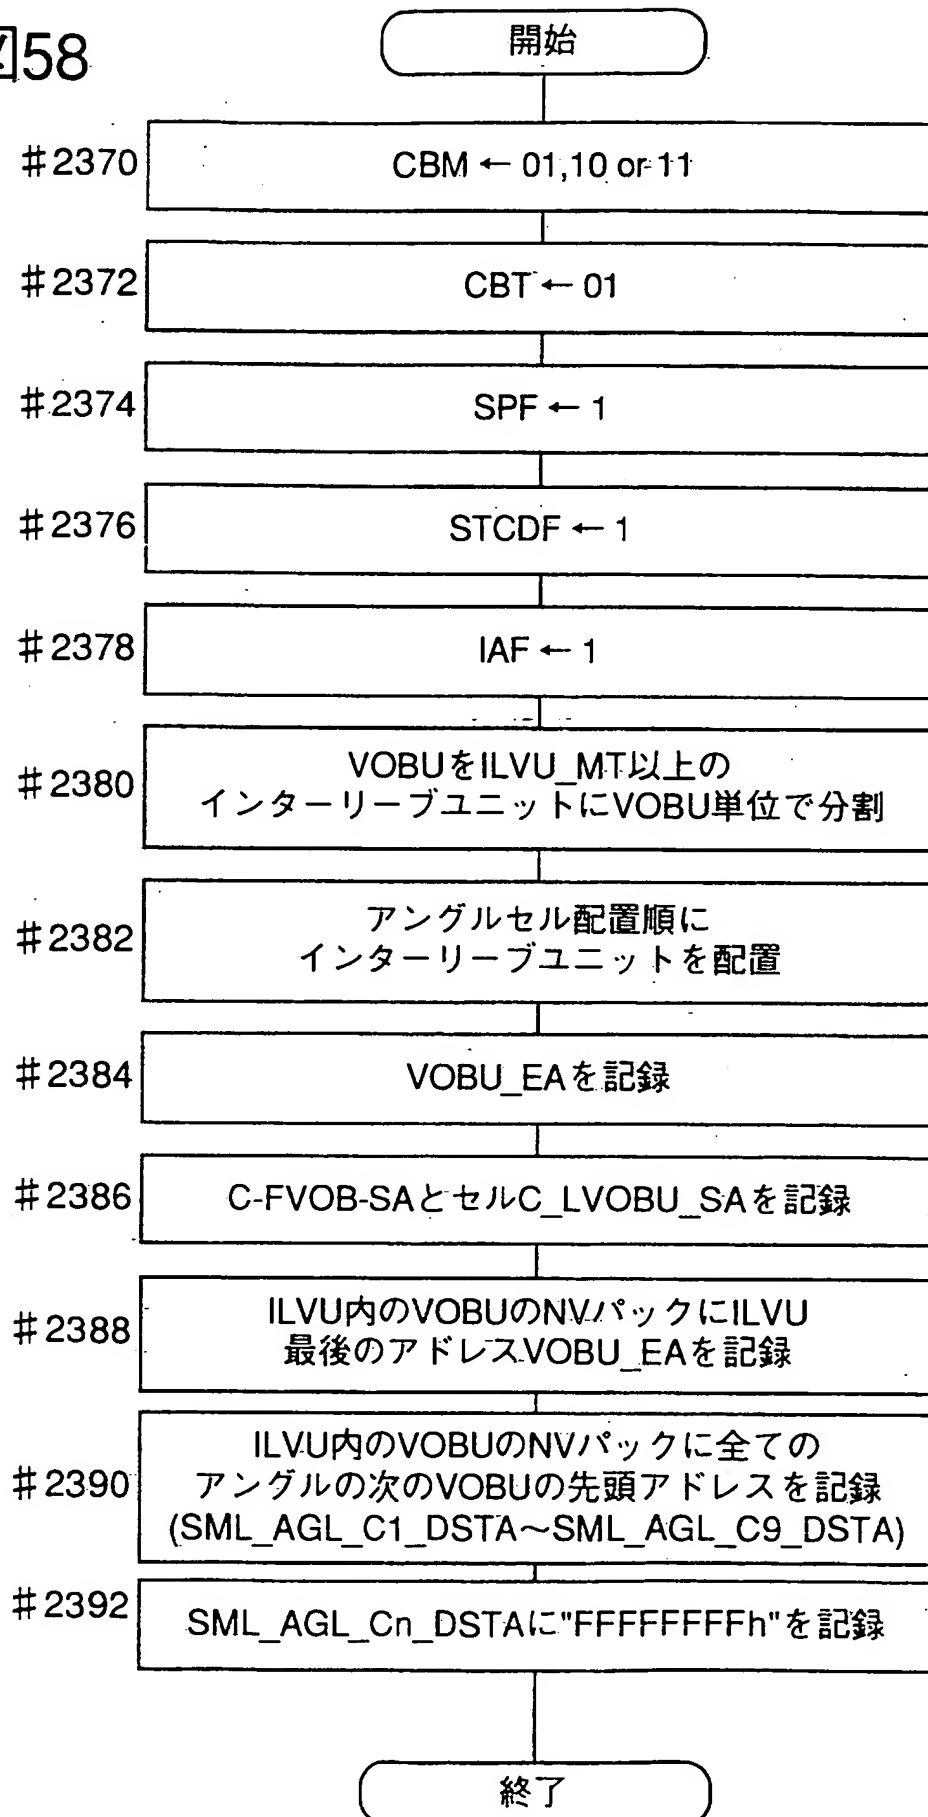 図58
開始
#2370
CBM ← 01,10 or 11
#2372
CBT ← 01
#2374
SPF ← 1
#2376
STCDF ← 1
#2378
IAF ← 1
#2380
VOBUをILVU_MT以上の
インターリーブユニットにVOBU単位で分割
#2382
アングルセル配置順に
インターリーブユニットを配置
#2384
VOBU_EAを記録
#2386
C-FVOB-SAとセルC_LVOBU_SAを記録
#2388
ILVU内のVOBUのNVパックにILVU
最後のアドレスVOBU_EAを記録
#2390
ILVU内のVOBUのNVパックに全ての
アングルの次のVOBUの先頭アドレスを記録
(SML_AGL_C1_DSTA～SML_AGL_C9_DSTA)
#2392
SML_AGL_Cn_DSTAに"FFFFFFFFh"を記録
終了